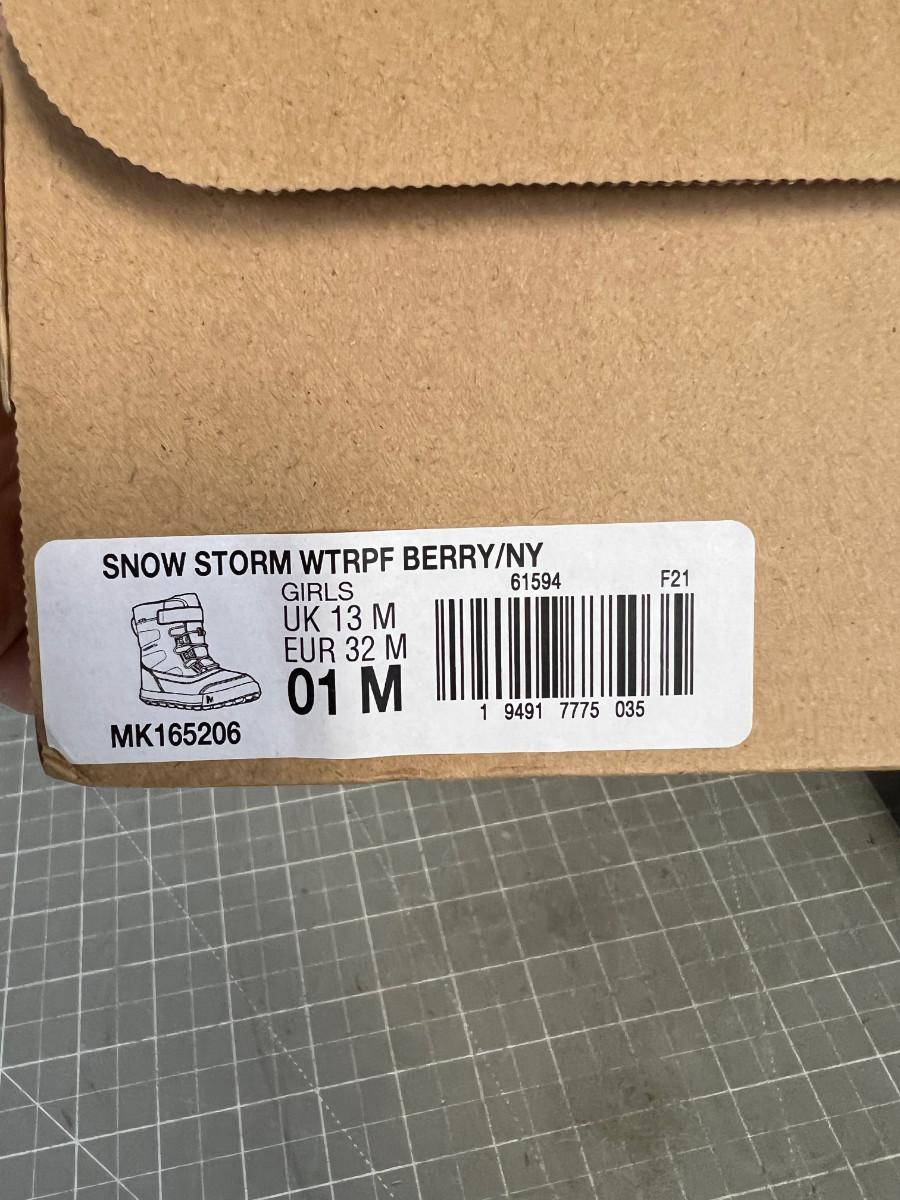 SNOW STORM WTRPF BERRY/NY
GIRLS
UK 13 M
EUR 32 M
01 M
MK165206
61594
F21
1 9491 7775 035